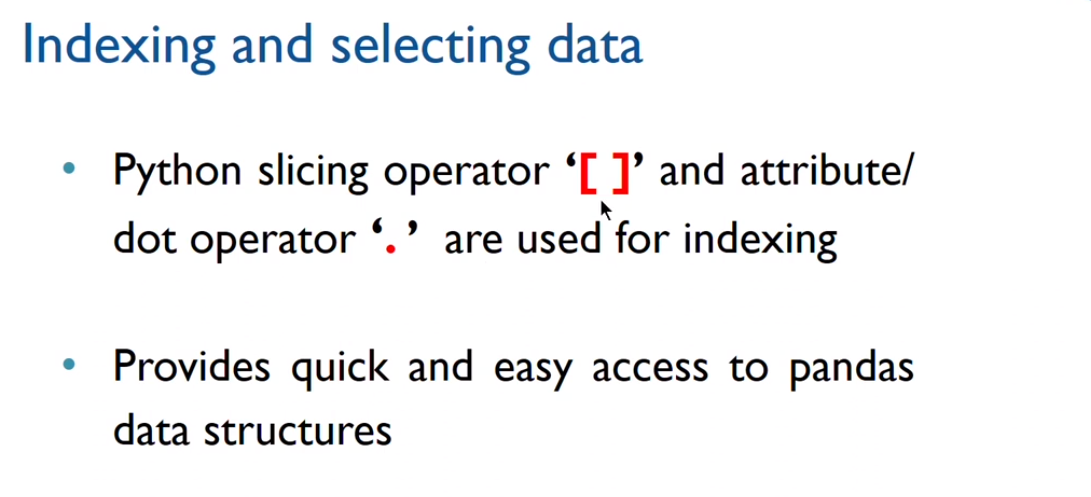 Indexing and selecting data
• Python slicing operator ‘[ ]’ and attribute/
dot operator ‘.’ are used for indexing
• Provides quick and easy access to pandas
data structures